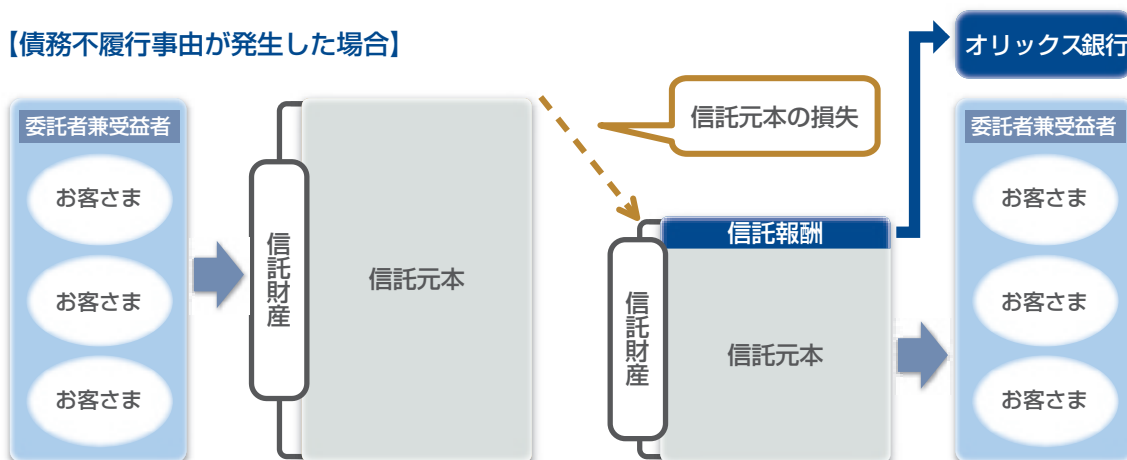 【債務不履行事由が発生した場合】
オリックス銀行
委託者兼受益者
お客さま
お客さま
お客さま
信託財産
信託元本
信託元本の損失
信託報酬
信託財産
信託元本
委託者兼受益者
お客さま
お客さま
お客さま